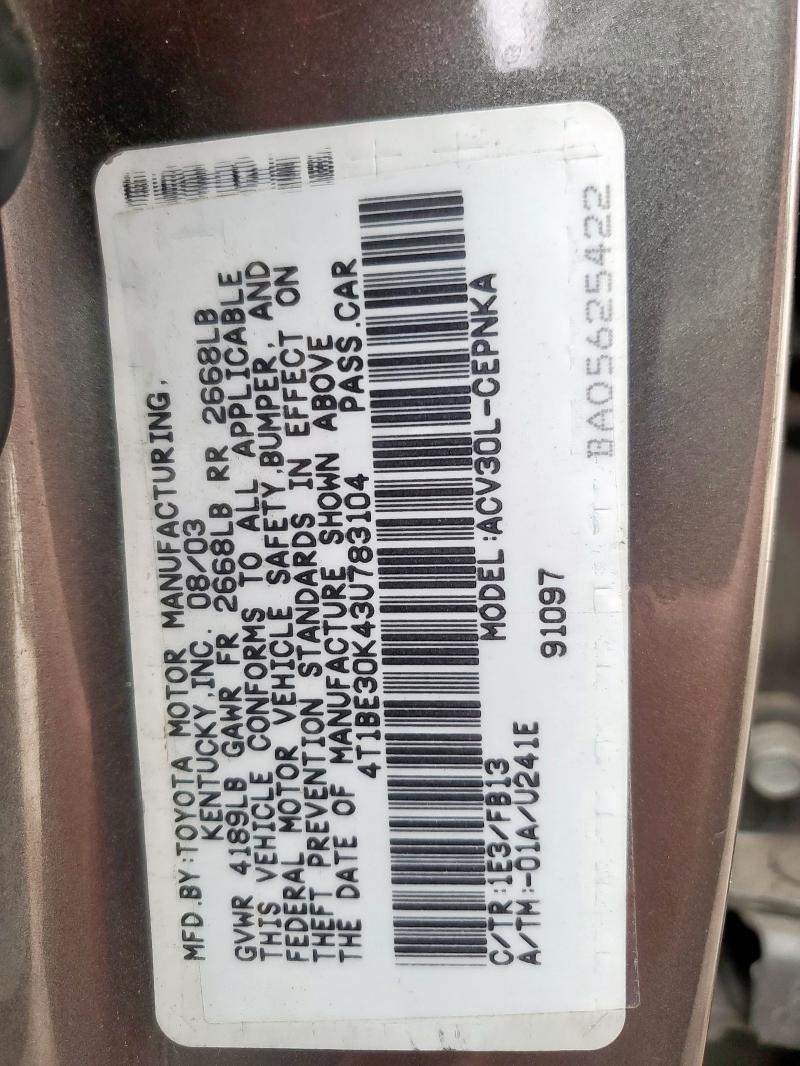 MFD.BY:TOYOTA MOTOR MANUFACTURING,
KENTUCKY,INC. 08/03
GVWR 4189LB GAWR FR 2668LB RR 2668LB
THIS VEHICLE CONFORMS TO ALL APPLICABLE
FEDERAL MOTOR VEHICLE SAFETY,BUMPER, AND
THEFT PREVENTION STANDARDS IN EFFECT ON
THE DATE OF MANUFACTURE SHOWN ABOVE
4T1BE30K43U783104 PASS.CAR
C/TR:1E3/FB13 MODEL:ACV30L-CEPNKA
A/TM:-01A/U241E
91097
BA05625422